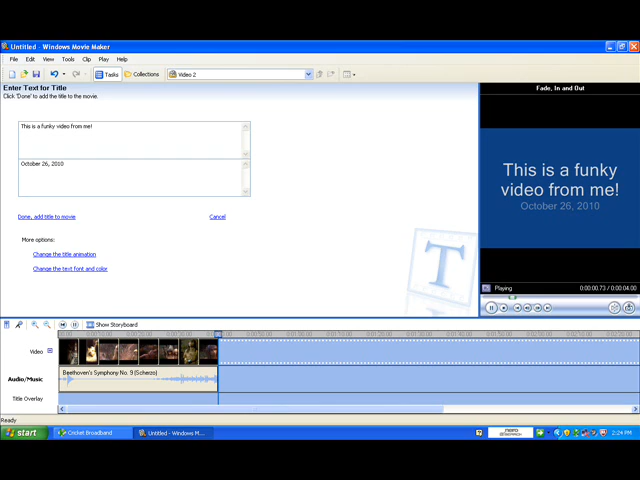 Untitled - Windows Movie Maker
File Edit View Tools Clip Play Help
Tasks Collections Video 2
Enter Text for Title
Click 'Done' to add the title to the movie.
This is a funky video from me!
October 26, 2010
Done, add title to movie Cancel
More options:
Change the title animation
Change the text font and color
T
Fade, In and Out
This is a funky
video from me!
October 26, 2010
Playing 0:00:00.73 / 0:00:04.00
Show Storyboard
Video
Beethoven's Symphony No. 9 (Scherzo)
Audio/Music
Title Overlay
Ready
start Cricket Broadband Untitled - Windows M... 2:24 PM